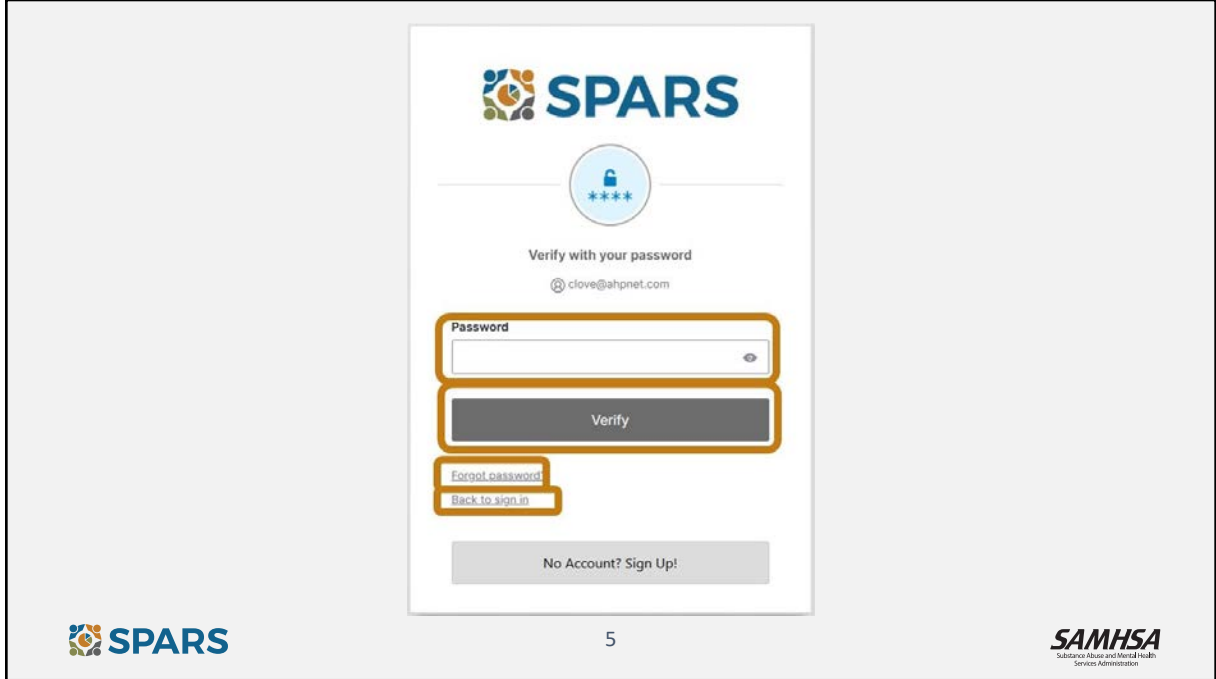 SPARS
****
Verify with your password
clove@ahpnet.com
Password
Verify
Forgot password?
Back to sign in
No Account? Sign Up!
SPARS
5
SAMHSA
Substance Abuse and Mental Health
Services Administration